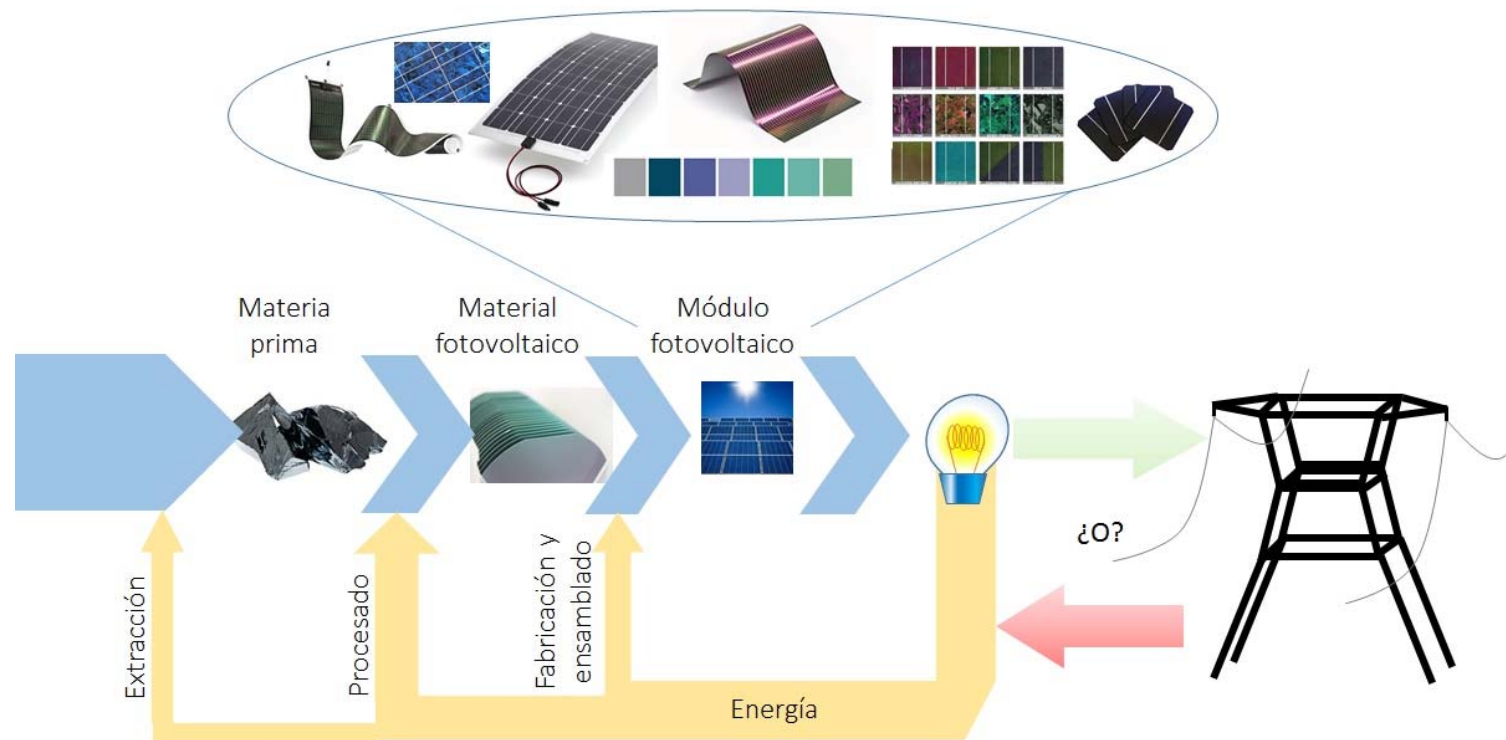 Materia
prima
Material
fotovoltaico
Módulo
fotovoltaico
¿O?
Extracción
Procesado
Fabricación y
ensamblado
Energía